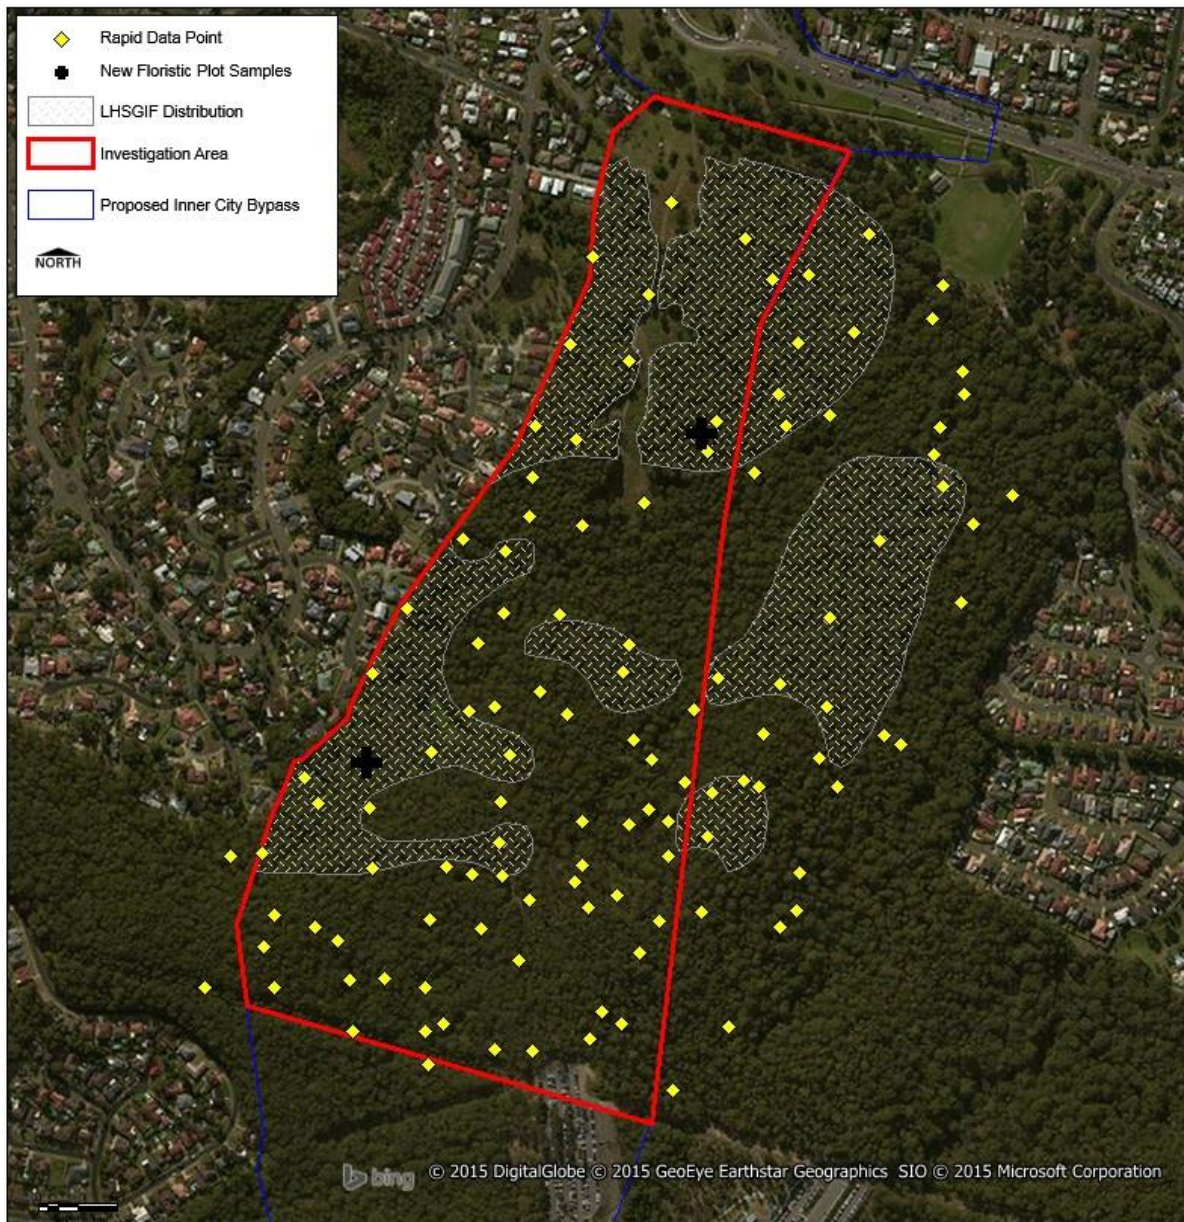 Rapid Data Point
New Floristic Plot Samples
LHSGIF Distribution
Investigation Area
Proposed Inner City Bypass
NORTH
bing © 2015 DigitalGlobe © 2015 GeoEye Earthstar Geographics SIO © 2015 Microsoft Corporation